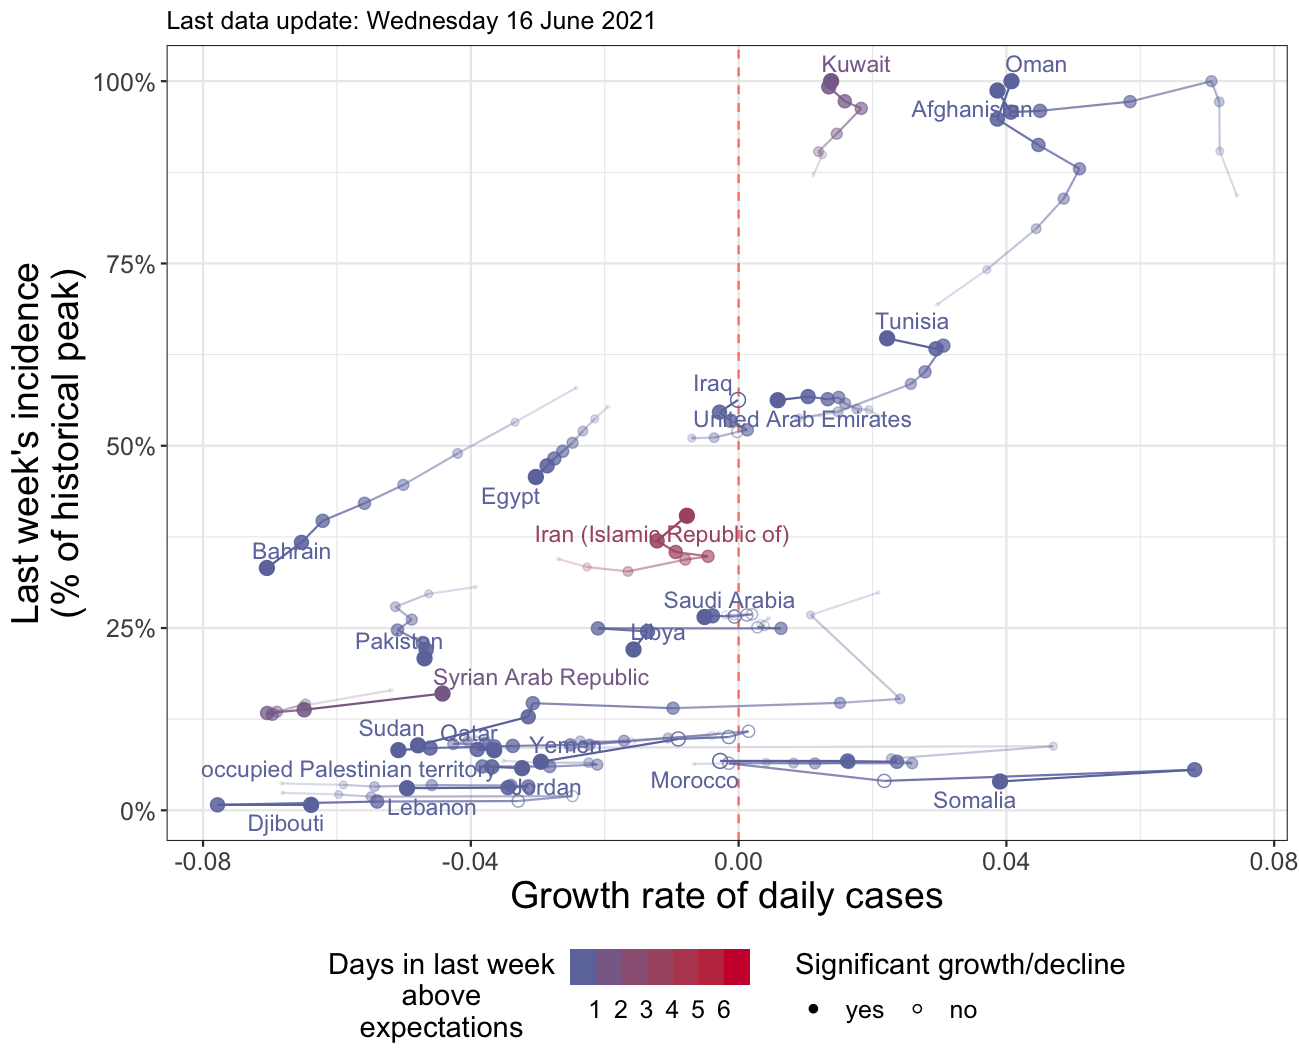 Last data update: Wednesday 16 June 2021
Last week's incidence
(% of historical peak)
100%
75%
50%
25%
0%
Kuwait
Oman
Afghanistan
Tunisia
Iraq
United Arab Emirates
Egypt
Iran (Islamic Republic of)
Bahrain
Saudi Arabia
Libya
Pakistan
Syrian Arab Republic
Sudan
Qatar
Yemen
occupied Palestinian territory
Morocco
Jordan
Somalia
Lebanon
Djibouti
-0.08
-0.04
0.00
0.04
0.08
Growth rate of daily cases
Days in last week
above
expectations
1 2 3 4 5 6
Significant growth/decline
yes
no